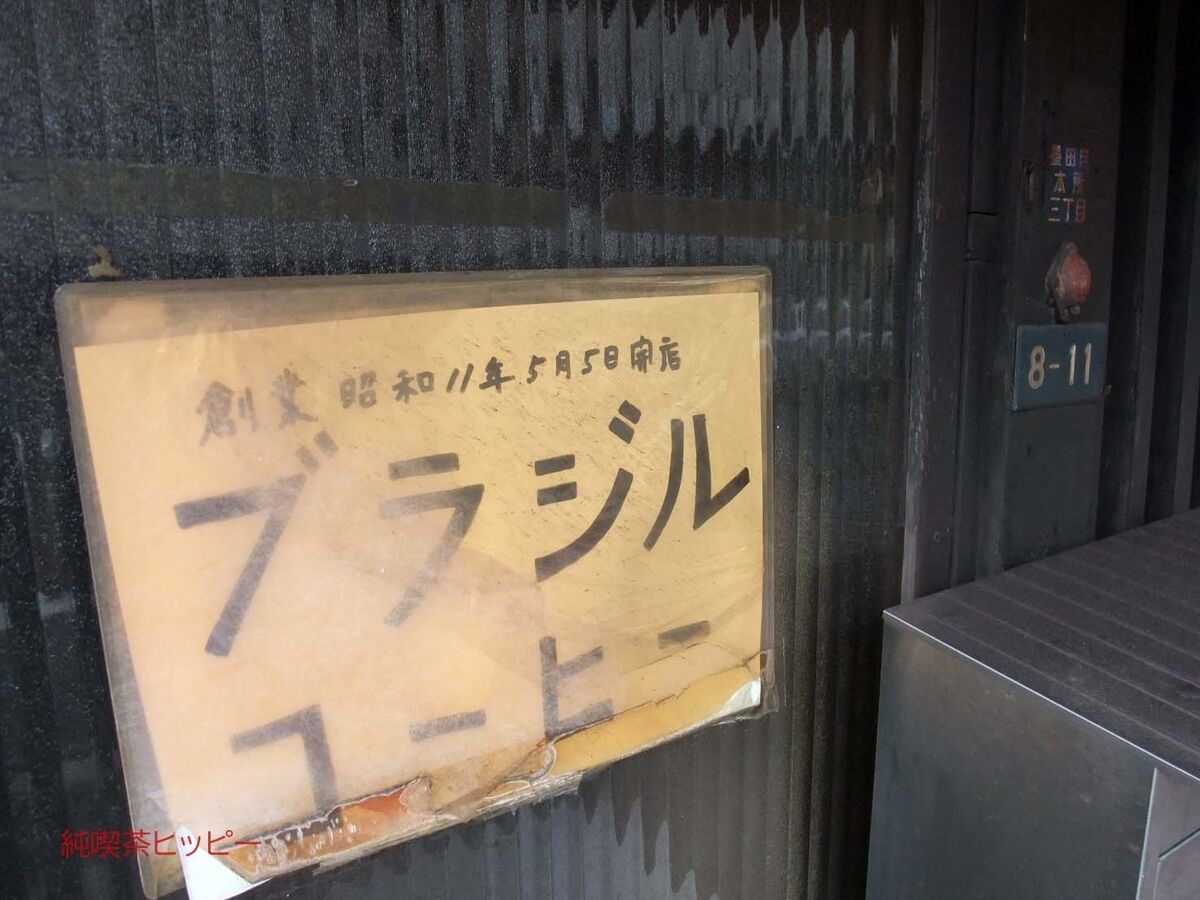 創業 昭和11年5月5日開店
ブラジル
コーヒー
墨田区
本所
三丁目
8-11
純喫茶ヒッピー